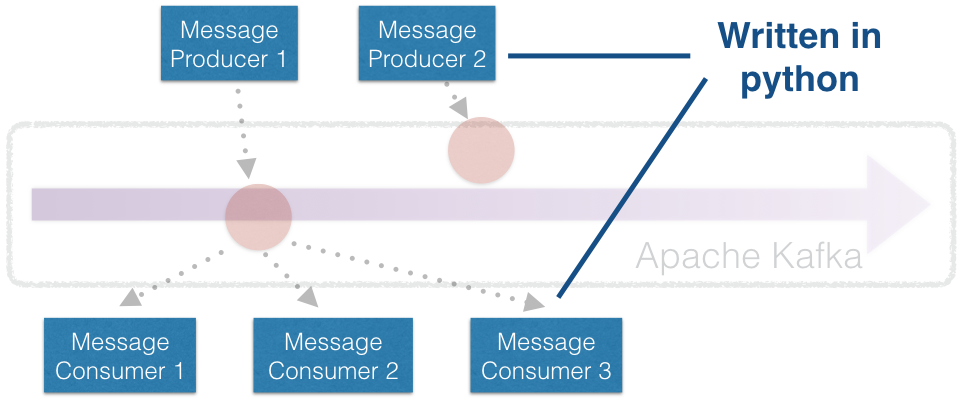 Message
Producer 1
Message
Producer 2
Written in
python
Apache Kafka
Message
Consumer 1
Message
Consumer 2
Message
Consumer 3